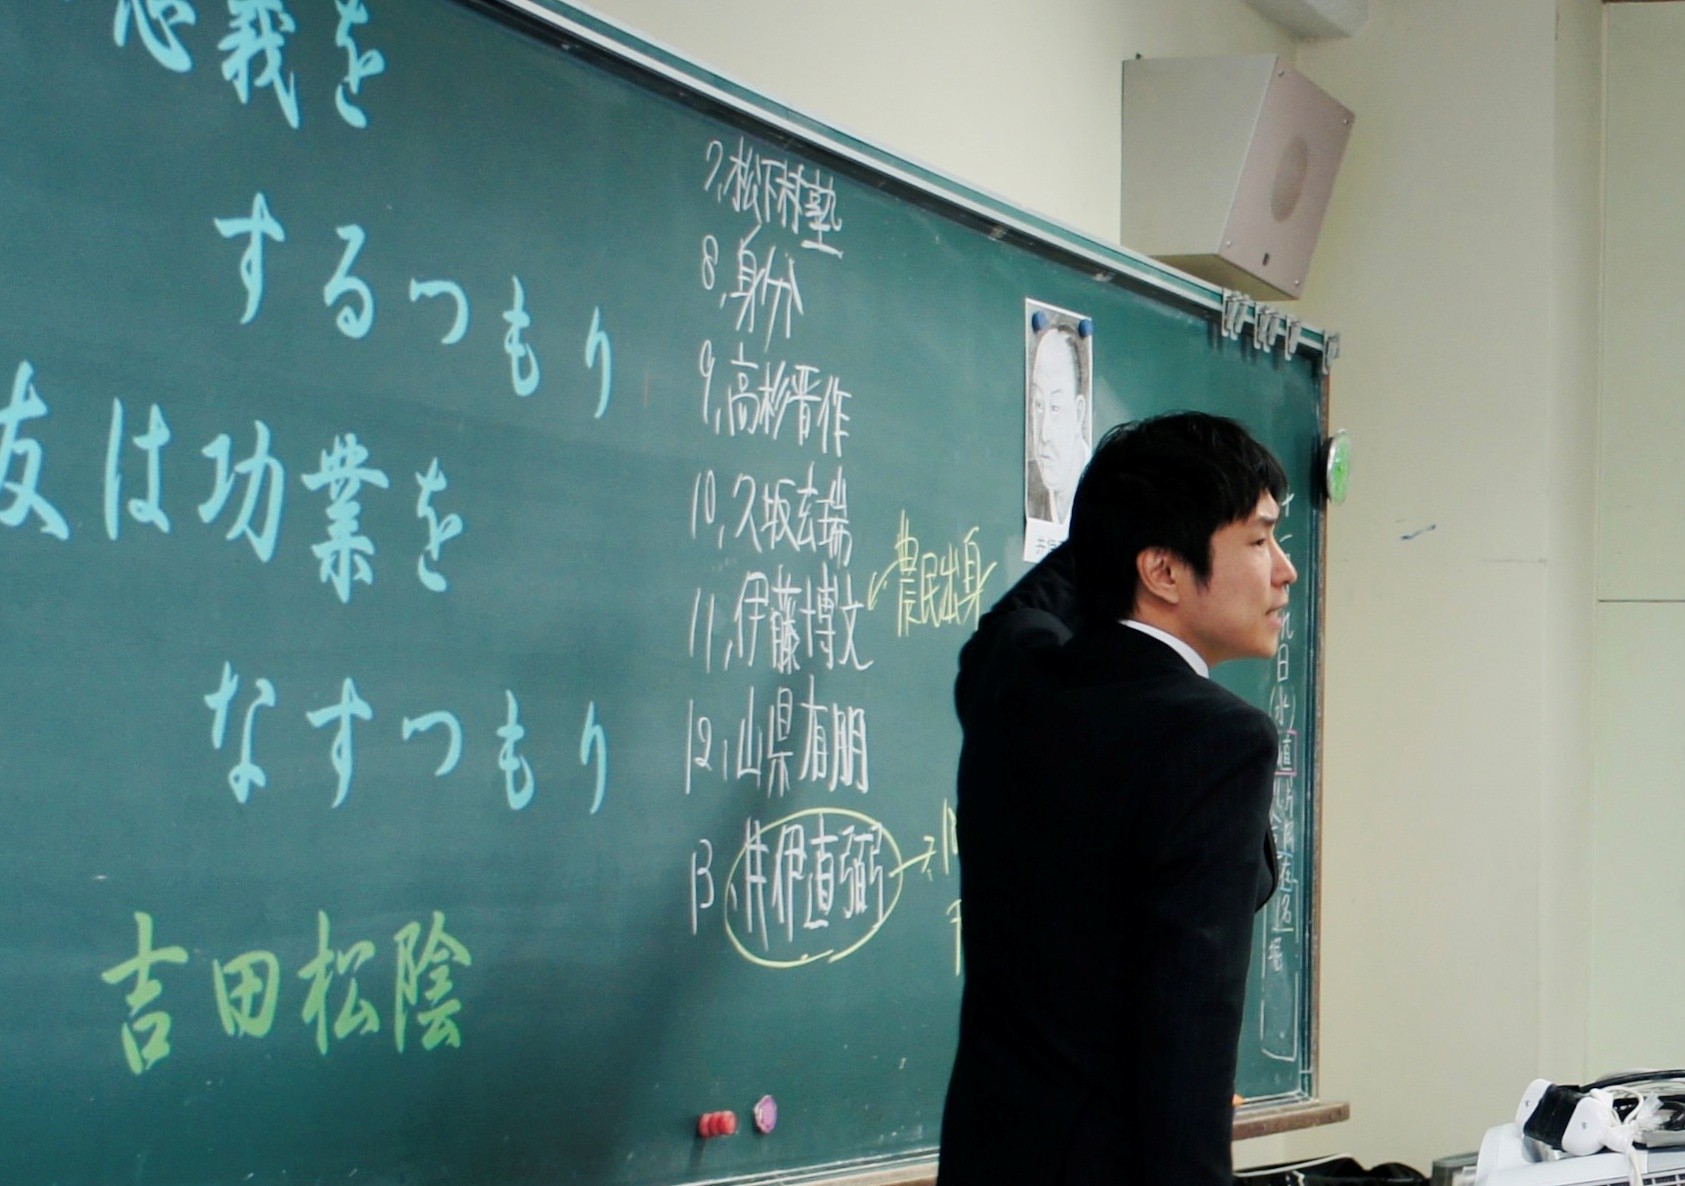 忠義を
するつもり
友は功業を
なすつもり
吉田松陰
7.松下村塾
8.身分
9.高杉晋作
10.久坂玄瑞
11.伊藤博文
農民出身
12.山県有朋
13.井伊直弼